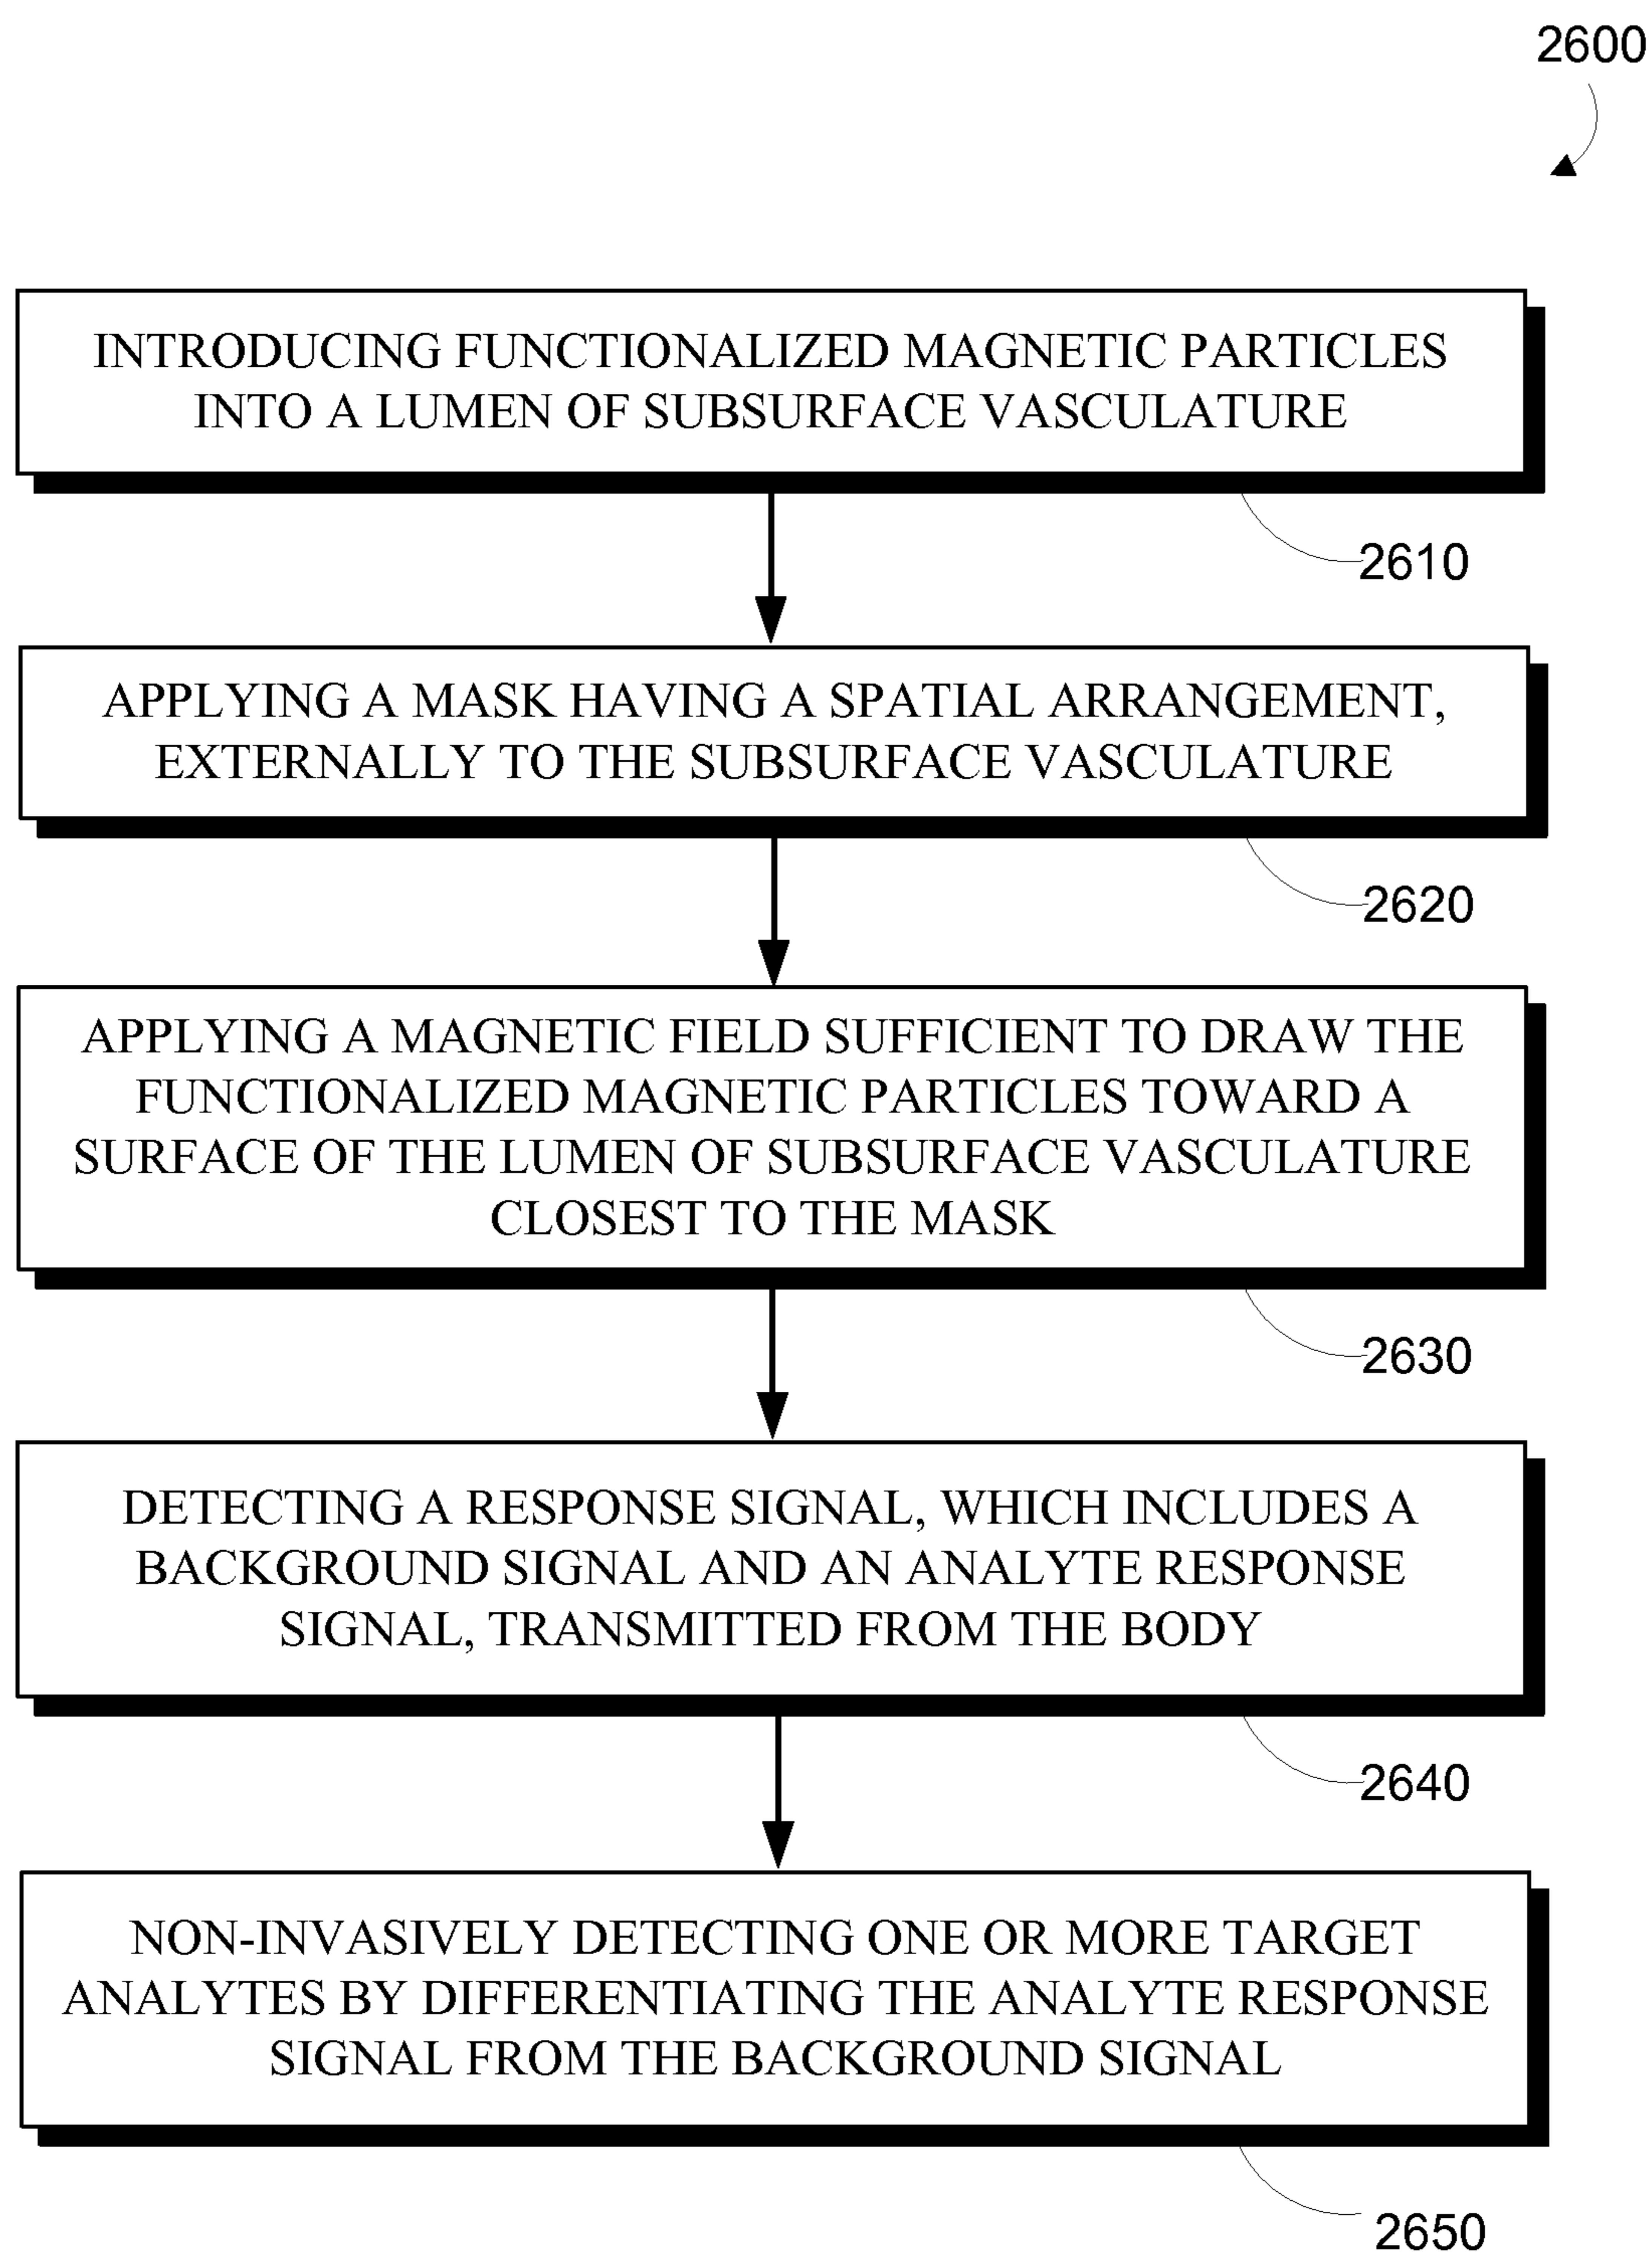 2600
INTRODUCING FUNCTIONALIZED MAGNETIC PARTICLES
INTO A LUMEN OF SUBSURFACE VASCULATURE
2610
APPLYING A MASK HAVING A SPATIAL ARRANGEMENT,
EXTERNALLY TO THE SUBSURFACE VASCULATURE
2620
APPLYING A MAGNETIC FIELD SUFFICIENT TO DRAW THE
FUNCTIONALIZED MAGNETIC PARTICLES TOWARD A
SURFACE OF THE LUMEN OF SUBSURFACE VASCULATURE
CLOSEST TO THE MASK
2630
DETECTING A RESPONSE SIGNAL, WHICH INCLUDES A
BACKGROUND SIGNAL AND AN ANALYTE RESPONSE
SIGNAL, TRANSMITTED FROM THE BODY
2640
NON-INVASIVELY DETECTING ONE OR MORE TARGET
ANALYTES BY DIFFERENTIATING THE ANALYTE RESPONSE
SIGNAL FROM THE BACKGROUND SIGNAL
2650